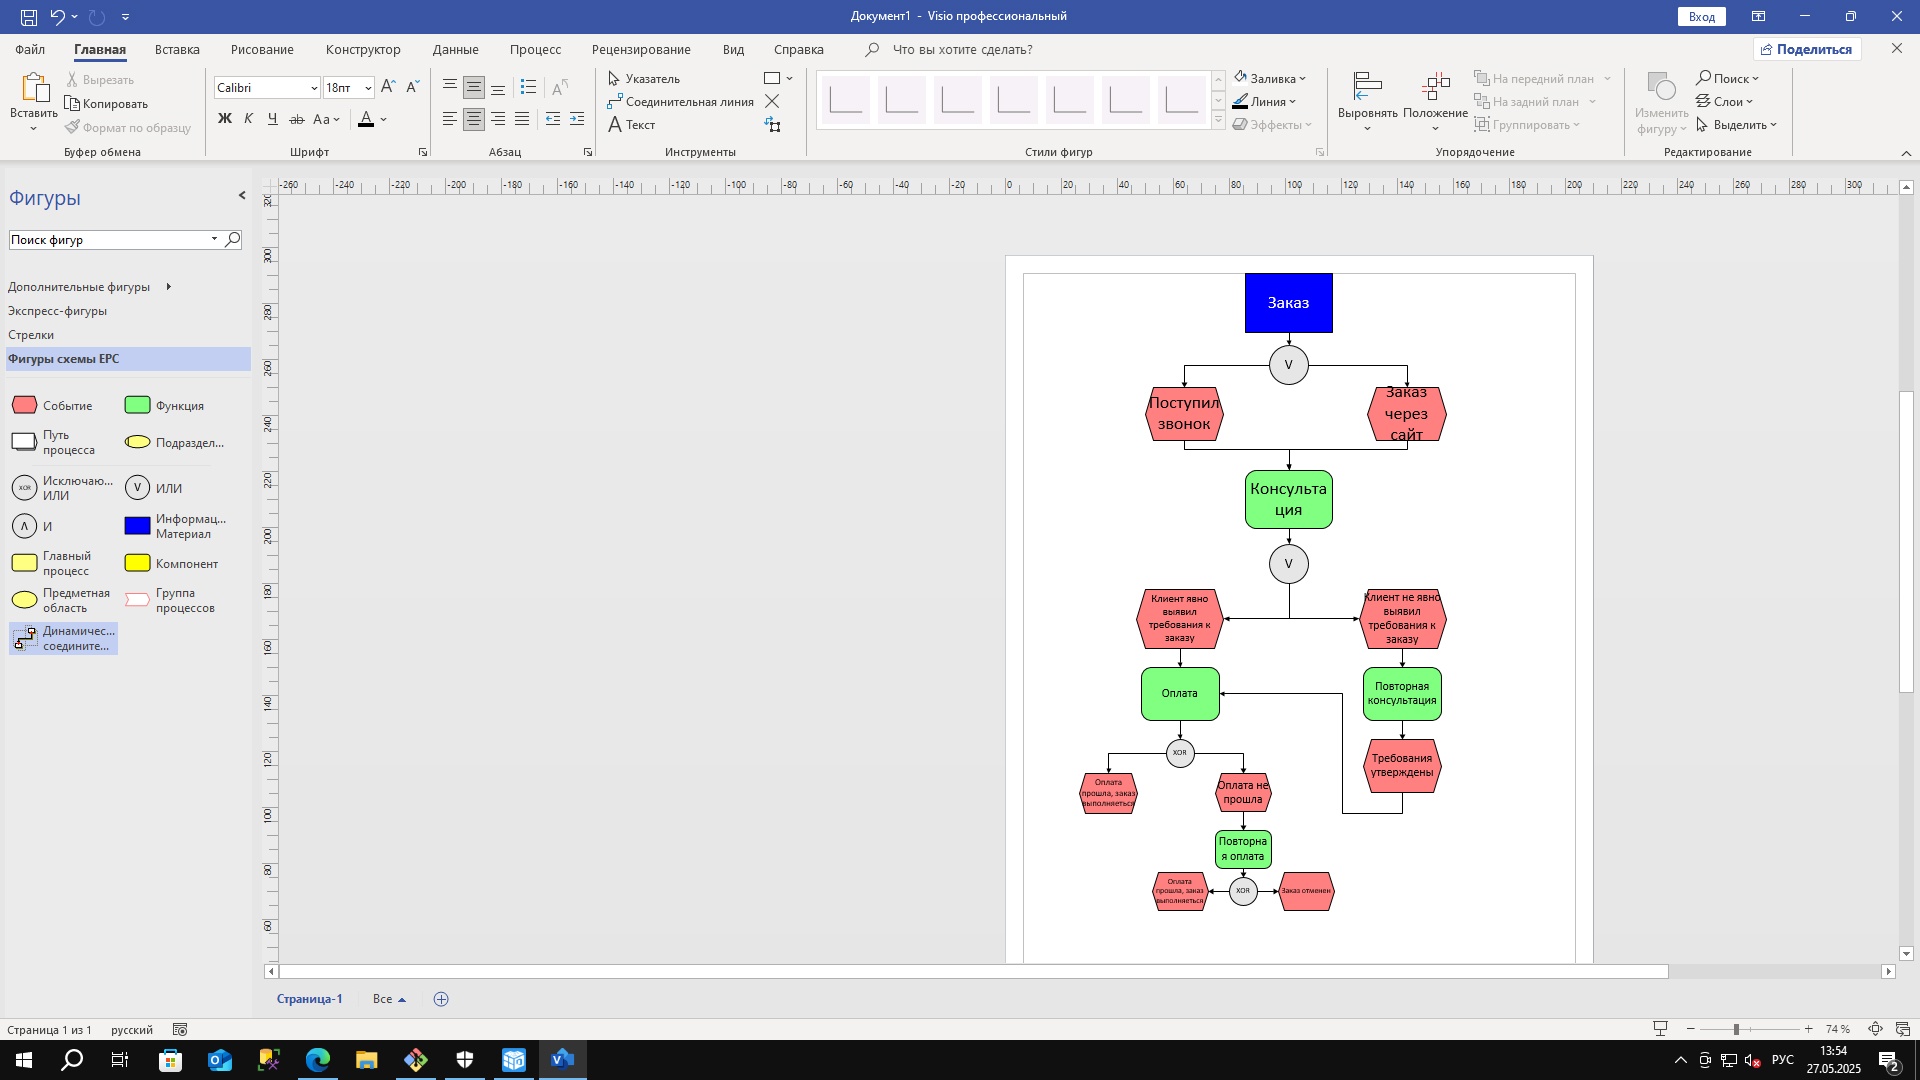 Документ1 - Visio профессиональный
Вход
Файл
Главная
Вставка
Рисование
Конструктор
Данные
Процесс
Рецензирование
Вид
Справка
Что вы хотите сделать?
Поделиться
Вставить
Вырезать
Копировать
Формат по образцу
Буфер обмена
Calibri
18пт
Ж К Ч ab Aa A
Шрифт
Абзац
Указатель
Соединительная линия
Текст
Инструменты
Стили фигур
Заливка
Линия
Эффекты
Выровнять
Положение
На передний план
На задний план
Группировать
Упорядочение
Изменить
фигуру
Поиск
Слои
Выделить
Редактирование
Фигуры
Поиск фигур
Дополнительные фигуры
Экспресс-фигуры
Стрелки
Фигуры схемы EPC
Событие
Функция
Путь
процесса
Подраздел...
XOR
Исключаю...
ИЛИ
V
ИЛИ
Λ
И
Информац...
Материал
Главный
процесс
Компонент
Предметная
область
Группа
процессов
Динамичес...
соедините...
-260 -240 -220 -200 -180 -160 -140 -120 -100 -80 -60 -40 -20 0 20 40 60 80 100 120 140 160 180 200 220 240 260 280 300
320
300
280
260
240
220
200
180
160
140
120
100
80
60
Заказ
V
Поступил
звонок
Заказ
через
сайт
Консульта
ция
V
Клиент явно
выявил
требования к
заказу
Клиент не явно
выявил
требования к
заказу
Оплата
Повторная
консультация
XOR
Требования
утверждены
Оплата
прошла, заказ
выполняеться
Оплата не
прошла
Повторна
я оплата
Оплата
прошла, заказ
выполняеться
XOR
Заказ отменен
Страница-1
Все
Страница 1 из 1
русский
74 %
РУС
13:54
27.05.2025
2